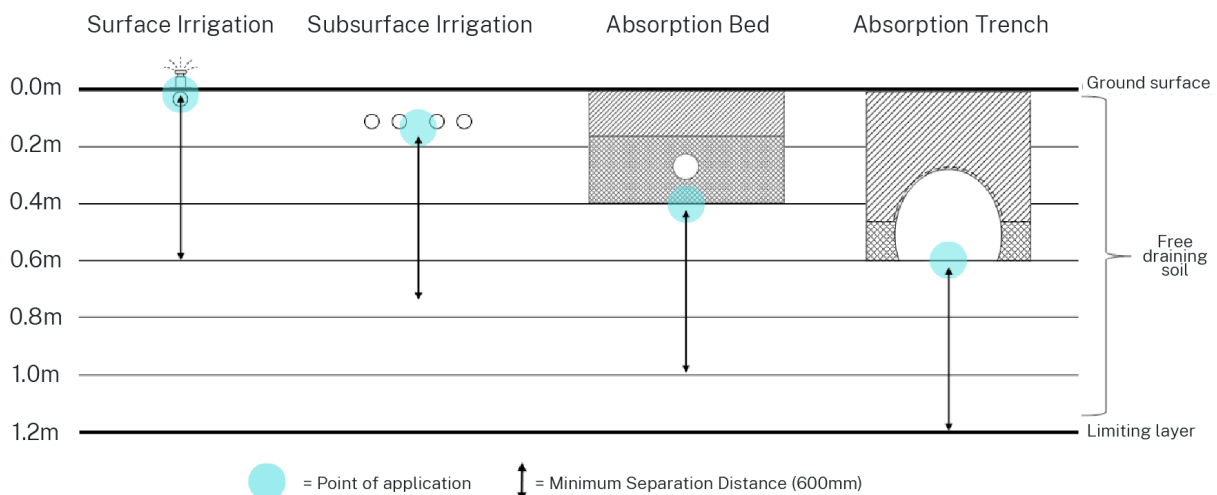 Surface Irrigation
Subsurface Irrigation
Absorption Bed
Absorption Trench
0.0m
Ground surface
0.2m
0.4m
0.6m
Free
draining
soil
0.8m
1.0m
1.2m
Limiting layer
= Point of application
= Minimum Separation Distance (600mm)